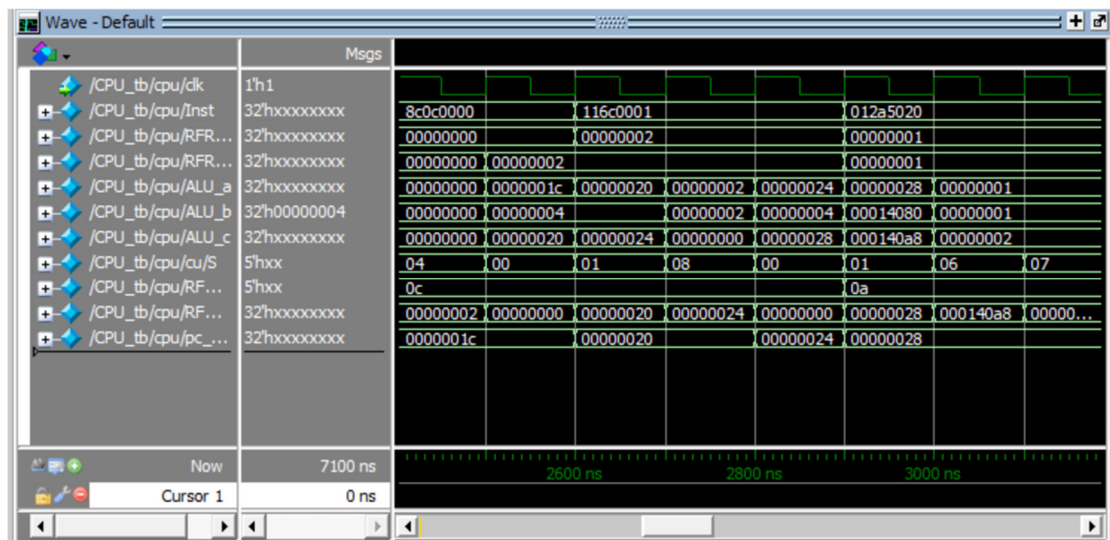 Wave - Default
Msgs
/CPU_tb/cpu/clk 1'h1
/CPU_tb/cpu/Inst 32'hxxxxxxxx 8c0c0000 116c0001 012a5020
/CPU_tb/cpu/RFR... 32'hxxxxxxxx 00000000 00000002 00000001
/CPU_tb/cpu/RFR... 32'hxxxxxxxx 00000000 00000002 00000001
/CPU_tb/cpu/ALU_a 32'hxxxxxxxx 00000000 0000001c 00000020 00000002 00000024 00000028 00000001
/CPU_tb/cpu/ALU_b 32'h00000004 00000000 00000004 00000002 00000004 00014080 00000001
/CPU_tb/cpu/ALU_c 32'hxxxxxxxx 00000000 00000020 00000024 00000000 00000028 000140a8 00000002
/CPU_tb/cpu/cu/S 5'hxx 04 00 01 08 00 01 06 07
/CPU_tb/cpu/RF... 5'hxx 0c 0a
/CPU_tb/cpu/RF... 32'hxxxxxxxx 00000002 00000000 00000020 00000024 00000000 00000028 000140a8 00000...
/CPU_tb/cpu/pc_... 32'hxxxxxxxx 0000001c 00000020 00000024 00000028
Now 7100 ns 2600 ns 2800 ns 3000 ns
Cursor 1 0 ns